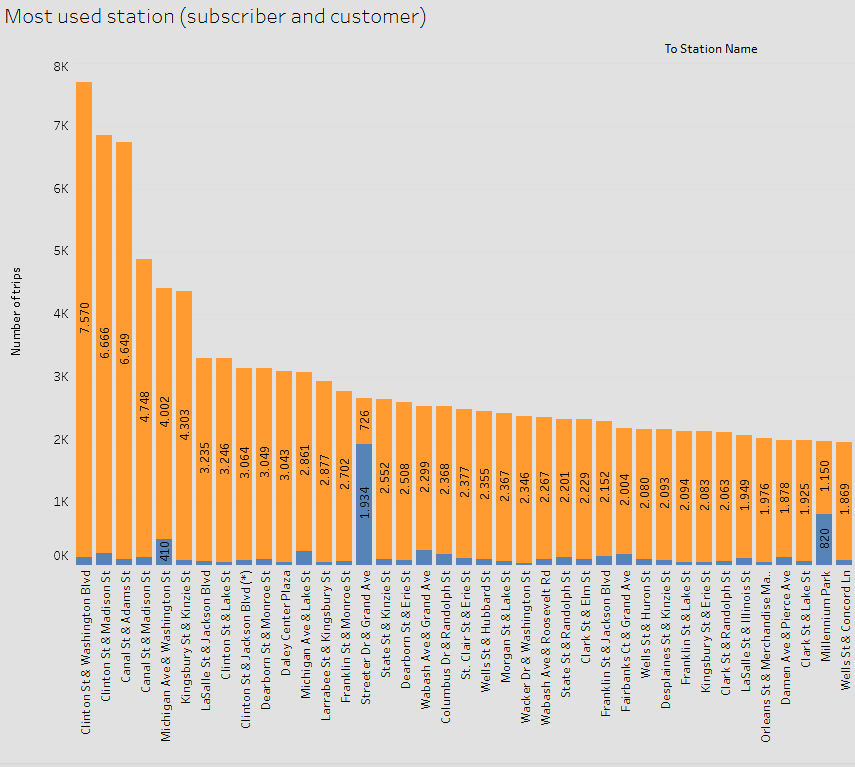 Most used station (subscriber and customer)
To Station Name
Number of trips
8K
7K
6K
5K
4K
3K
2K
1K
0K
7.570
6.666
6.649
4.748
4.002
410
4.303
3.235
3.246
3.064
3.049
3.043
2.861
2.877
2.702
726
1.934
2.552
2.508
2.299
2.368
2.377
2.355
2.367
2.346
2.267
2.201
2.229
2.152
2.004
2.080
2.093
2.094
2.083
2.063
1.949
1.976
1.878
1.925
1.150
820
1.869
Clinton St & Washington Blvd
Clinton St & Madison St
Canal St & Adams St
Canal St & Madison St
Michigan Ave & Washington St
Kingsbury St & Kinzie St
LaSalle St & Jackson Blvd
Clinton St & Lake St
Clinton St & Jackson Blvd (*)
Dearborn St & Monroe St
Daley Center Plaza
Michigan Ave & Lake St
Larrabee St & Kingsbury St
Franklin St & Monroe St
Streeter Dr & Grand Ave
State St & Kinzie St
Dearborn St & Erie St
Wabash Ave & Grand Ave
Columbus Dr & Randolph St
St. Clair St & Erie St
Wells St & Hubbard St
Morgan St & Lake St
Wacker Dr & Washington St
Wabash Ave & Roosevelt Rd
State St & Randolph St
Clark St & Elm St
Franklin St & Jackson Blvd
Fairbanks Ct & Grand Ave
Wells St & Huron St
Desplaines St & Kinzie St
Franklin St & Lake St
Kingsbury St & Erie St
Clark St & Randolph St
LaSalle St & Illinois St
Orleans St & Merchandise Ma..
Damen Ave & Pierce Ave
Clark St & Lake St
Millennium Park
Wells St & Concord Ln